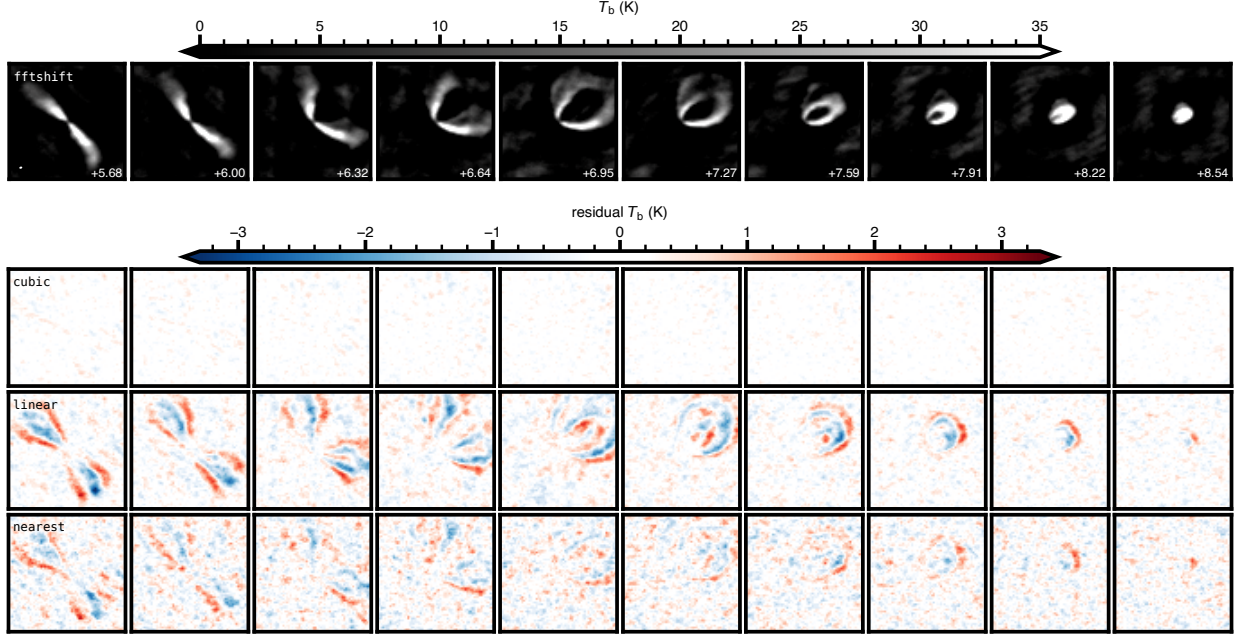 T_b (K)
0 5 10 15 20 25 30 35
fftshift
+5.68 +6.00 +6.32 +6.64 +6.95 +7.27 +7.59 +7.91 +8.22 +8.54
residual T_b (K)
−3 −2 −1 0 1 2 3
cubic
linear
nearest